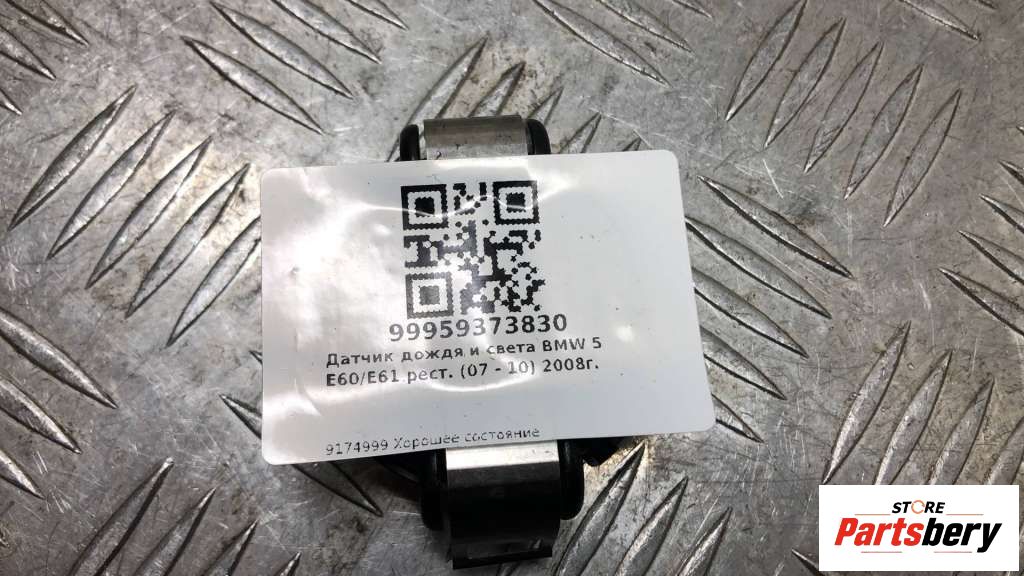 99959373830
Датчик дождя и света BMW 5
E60/E61 рест. (07 - 10) 2008г.
9174999 Хорошее состояние
STORE
Partsbery